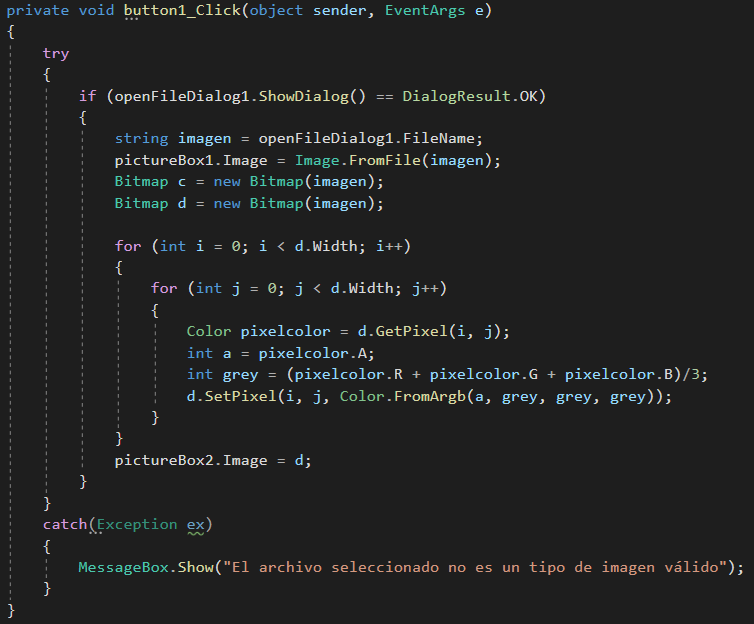 private void button1_Click(object sender, EventArgs e)
{
    try
    {
        if (openFileDialog1.ShowDialog() == DialogResult.OK)
        {
            string imagen = openFileDialog1.FileName;
            pictureBox1.Image = Image.FromFile(imagen);
            Bitmap c = new Bitmap(imagen);
            Bitmap d = new Bitmap(imagen);

            for (int i = 0; i < d.Width; i++)
            {
                for (int j = 0; j < d.Width; j++)
                {
                    Color pixelcolor = d.GetPixel(i, j);
                    int a = pixelcolor.A;
                    int grey = (pixelcolor.R + pixelcolor.G + pixelcolor.B)/3;
                    d.SetPixel(i, j, Color.FromArgb(a, grey, grey, grey));
                }
            }
            pictureBox2.Image = d;
        }
    }
    catch(Exception ex)
    {
        MessageBox.Show("El archivo seleccionado no es un tipo de imagen válido");
    }
}